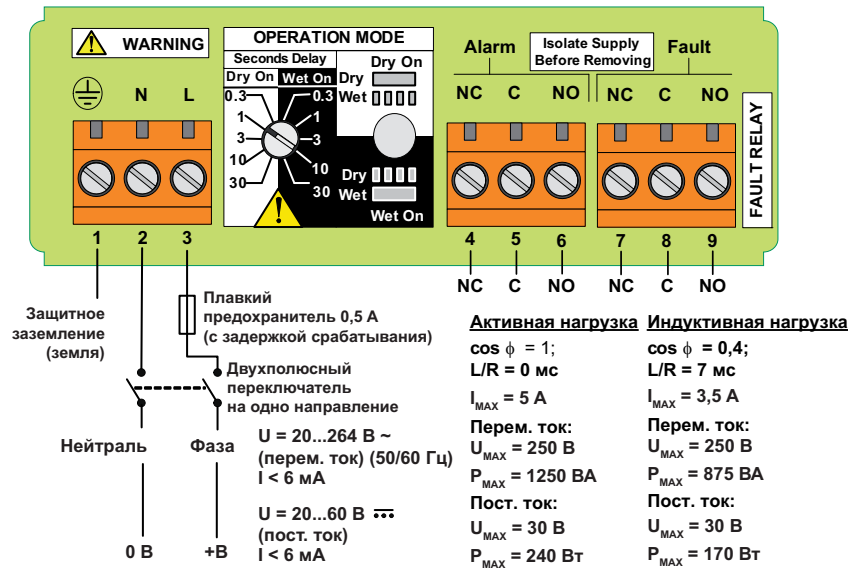 WARNING
OPERATION MODE
Seconds Delay
Dry On Wet On
0.3 0.3
1 1
3 3
10 10
30 30
Dry On
Dry
Wet
Dry
Wet
Wet On
Alarm
Isolate Supply
Before Removing
Fault
N L
NC C NO NC C NO
FAULT RELAY
1 2 3 4 5 6 7 8 9
NC C NO NC C NO
Защитное
заземление
(земля)
Плавкий
предохранитель 0,5 А
(с задержкой срабатывания)
Двухполюсный
переключатель
на одно направление
Нейтраль
Фаза
U = 20...264 В ~
(перем. ток) (50/60 Гц)
I < 6 мА
U = 20...60 В
(пост. ток)
I < 6 мА
0 В
+В
Активная нагрузка
cos ϕ = 1;
L/R = 0 мс
IMAX = 5 А
Перем. ток:
UMAX = 250 В
PMAX = 1250 ВА
Пост. ток:
UMAX = 30 В
PMAX = 240 Вт
Индуктивная нагрузка
cos ϕ = 0,4;
L/R = 7 мс
IMAX = 3,5 А
Перем. ток:
UMAX = 250 В
PMAX = 875 ВА
Пост. ток:
UMAX = 30 В
PMAX = 170 Вт